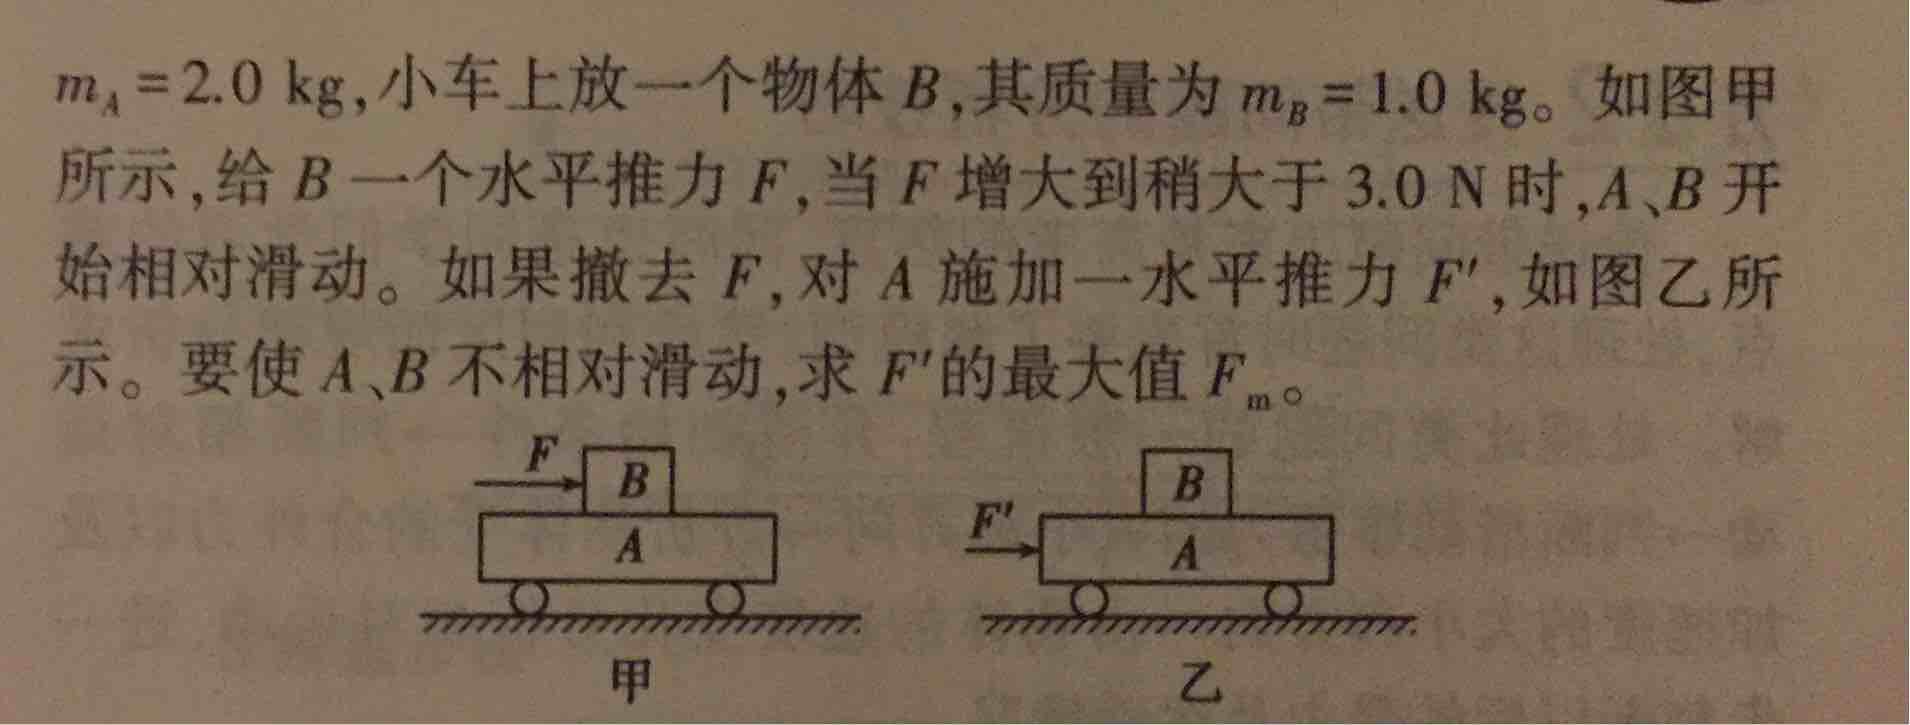 m_A = 2.0 kg,小车上放一个物体 B,其质量为 m_B = 1.0 kg。如图甲
所示,给 B 一个水平推力 F,当 F 增大到稍大于 3.0 N 时,A、B 开
始相对滑动。如果撤去 F,对 A 施加一水平推力 F′,如图乙所
示。要使 A、B 不相对滑动,求 F′的最大值 F_m。
F B A
F′ B A
甲 乙